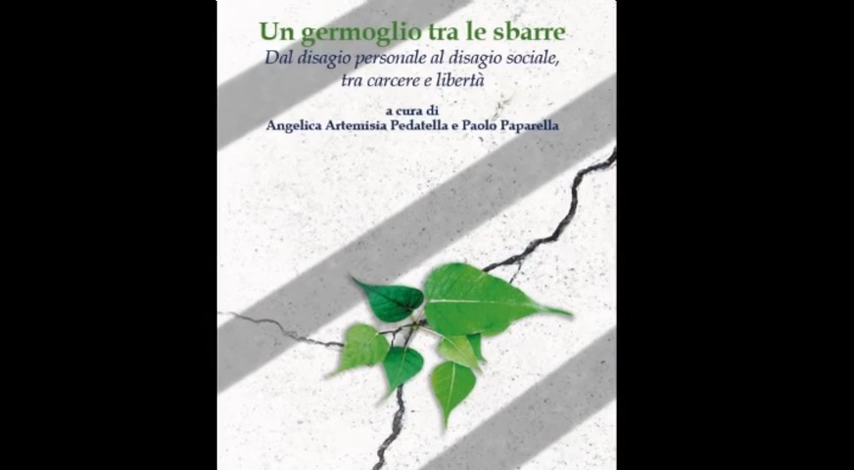 Un germoglio tra le sbarre
Dal disagio personale al disagio sociale,
tra carcere e libertà
a cura di
Angelica Artemisia Pedatella e Paolo Paparella